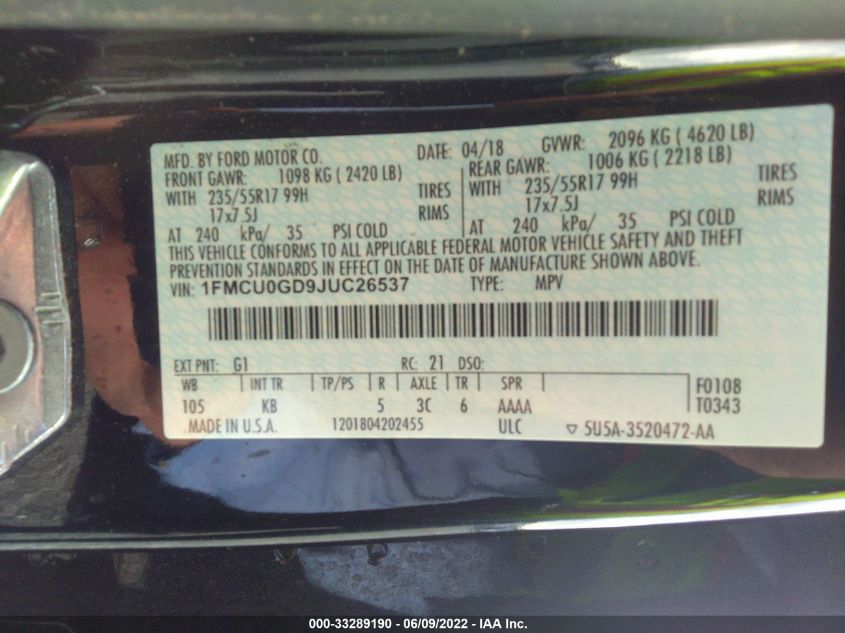 MFD. BY FORD MOTOR CO. DATE: 04/18 GVWR: 2096 KG ( 4620 LB)
FRONT GAWR: 1098 KG ( 2420 LB) REAR GAWR: 1006 KG ( 2218 LB)
WITH 235/55R17 99H TIRES WITH 235/55R17 99H TIRES
17x7.5J RIMS 17x7.5J RIMS
AT 240 kPa/ 35 PSI COLD AT 240 kPa/ 35 PSI COLD
THIS VEHICLE CONFORMS TO ALL APPLICABLE FEDERAL MOTOR VEHICLE SAFETY AND THEFT
PREVENTION STANDARDS IN EFFECT ON THE DATE OF MANUFACTURE SHOWN ABOVE.
VIN: 1FMCU0GD9JUC26537 TYPE: MPV
EXT PNT: G1 RC: 21 DSO:
WB INT TR TP/PS R AXLE TR SPR F0108
105 KB 5 3C 6 AAAA T0343
MADE IN U.S.A. 1201804202455 ULC ▽ 5U5A-3520472-AA
000-33289190 - 06/09/2022 - IAA Inc.